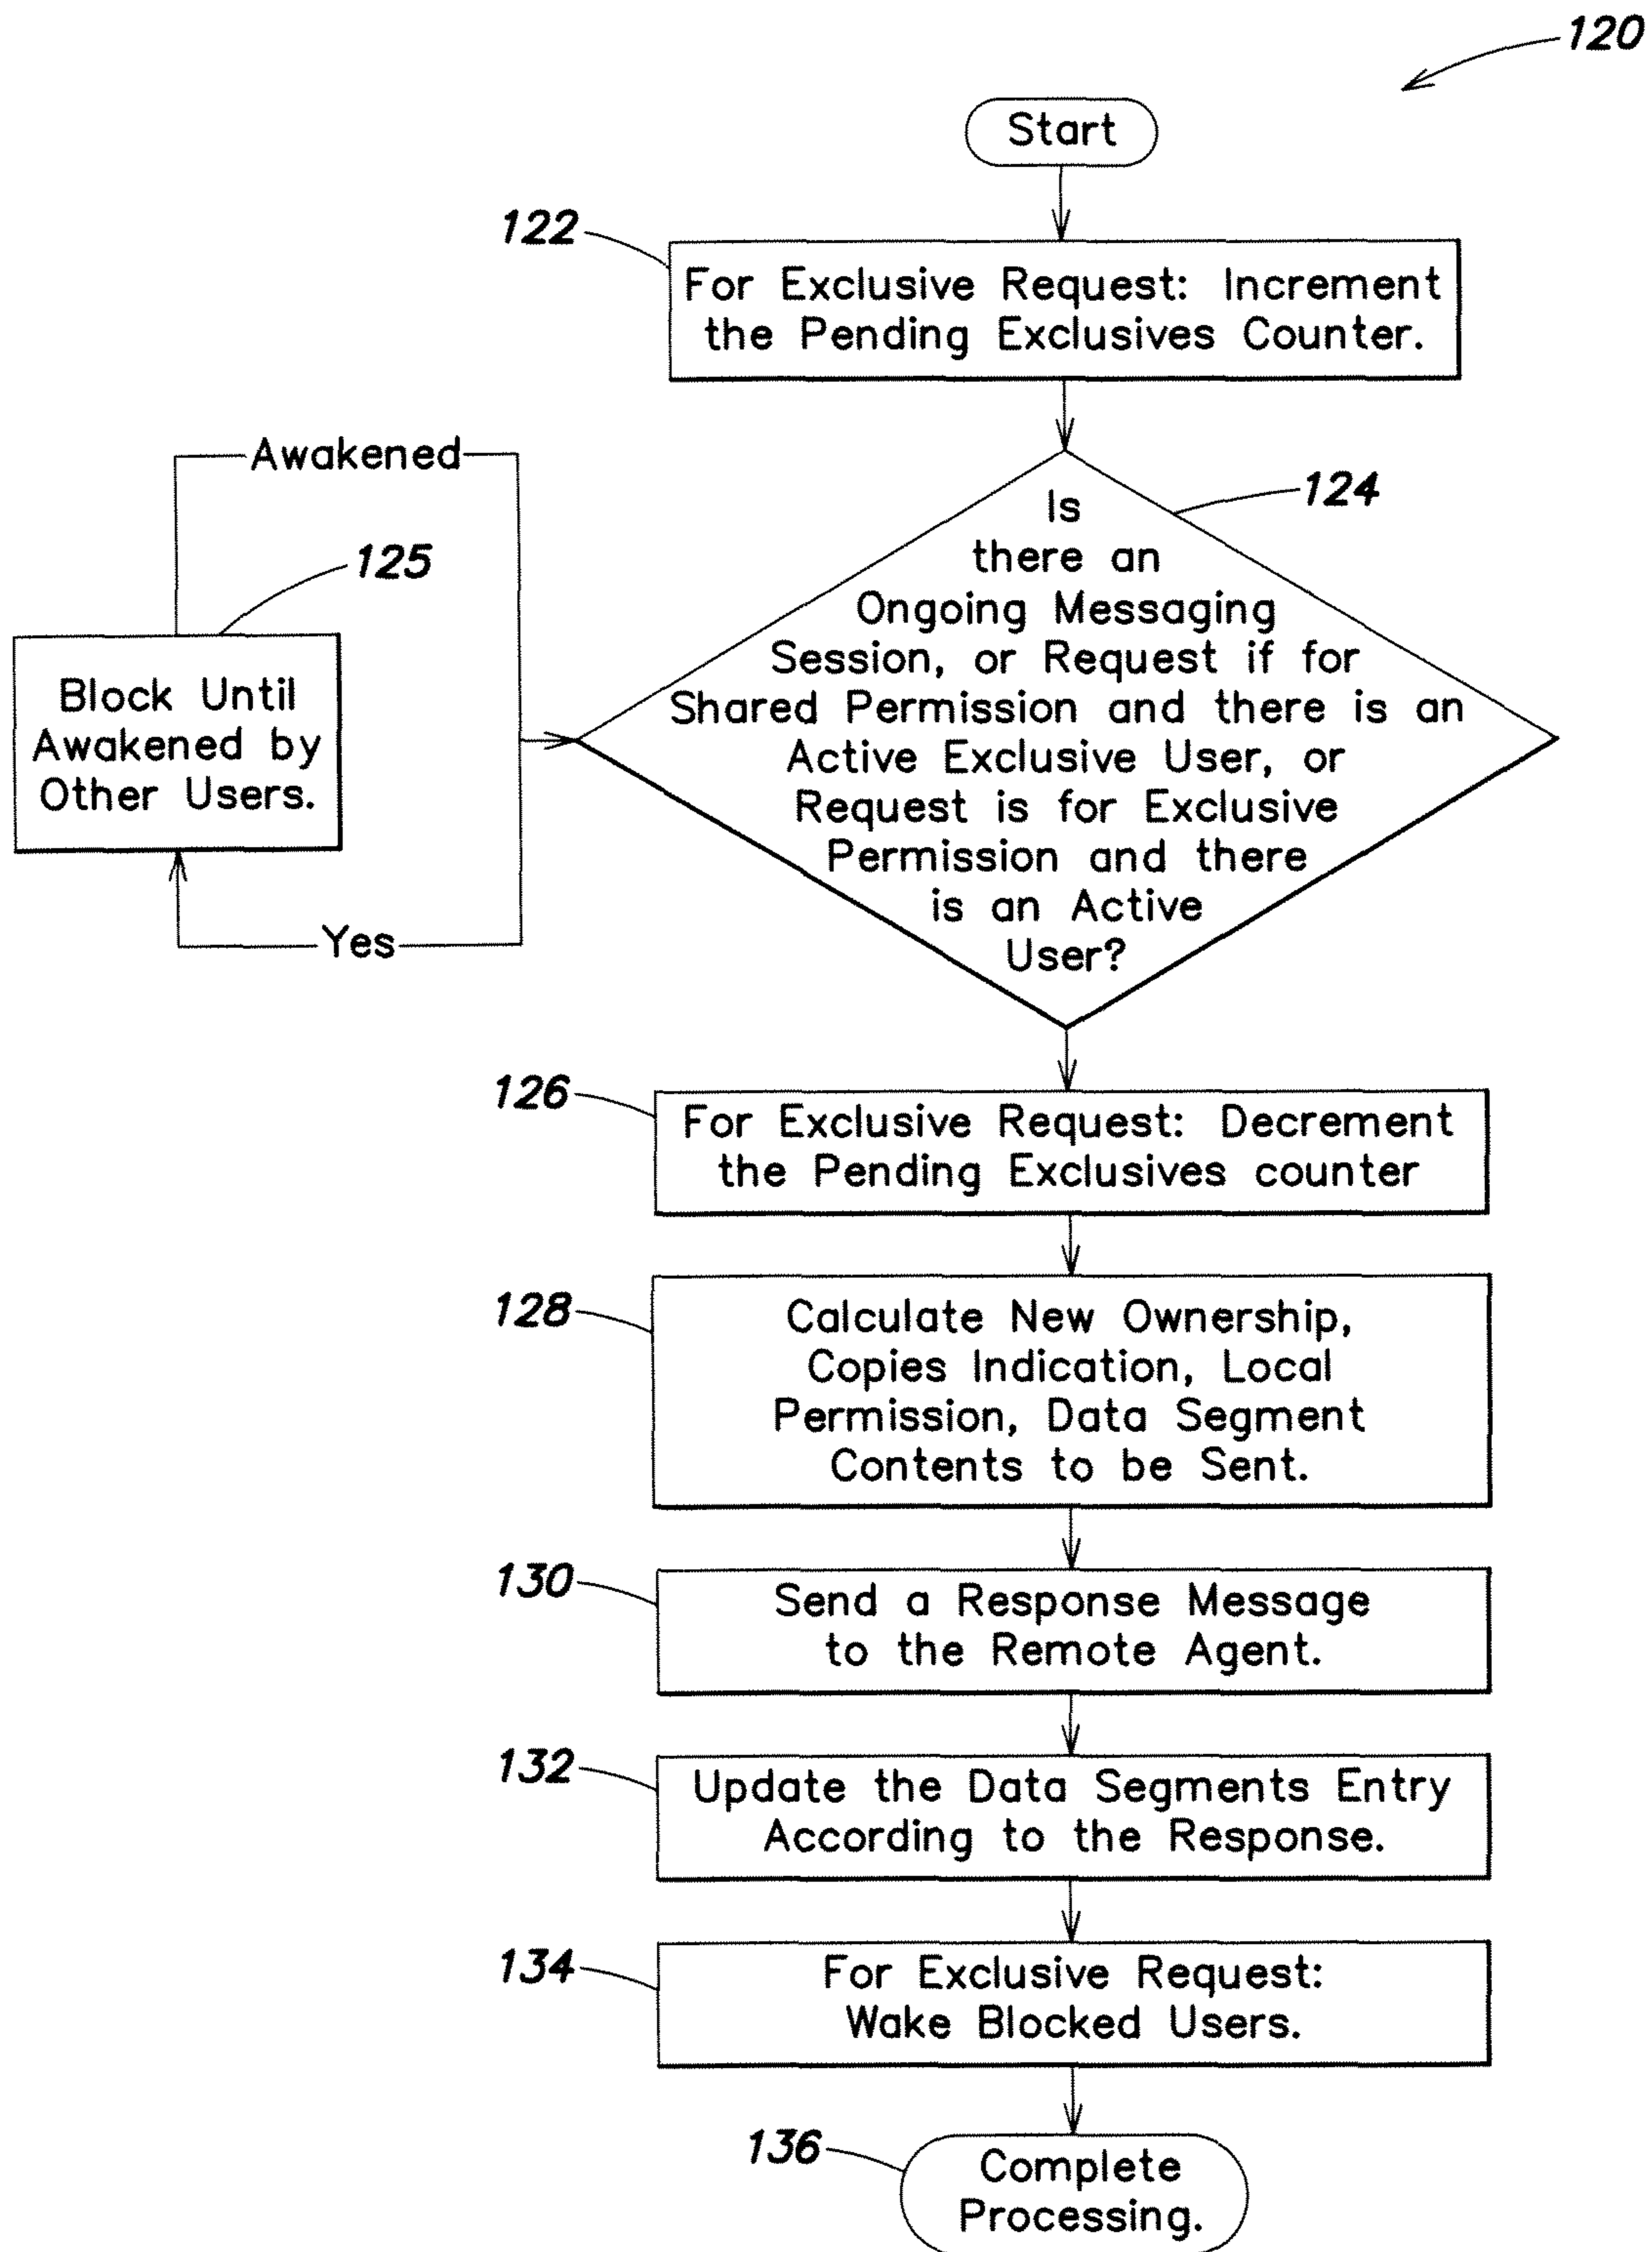 120
Start
122
For Exclusive Request: Increment
the Pending Exclusives Counter.
Awakened
124
Is
there an
Ongoing Messaging
Session, or Request if for
Shared Permission and there is an
Active Exclusive User, or
Request is for Exclusive
Permission and there
is an Active
User?
125
Block Until
Awakened by
Other Users.
Yes
126
For Exclusive Request: Decrement
the Pending Exclusives counter
128
Calculate New Ownership,
Copies Indication, Local
Permission, Data Segment
Contents to be Sent.
130
Send a Response Message
to the Remote Agent.
132
Update the Data Segments Entry
According to the Response.
134
For Exclusive Request:
Wake Blocked Users.
136
Complete
Processing.